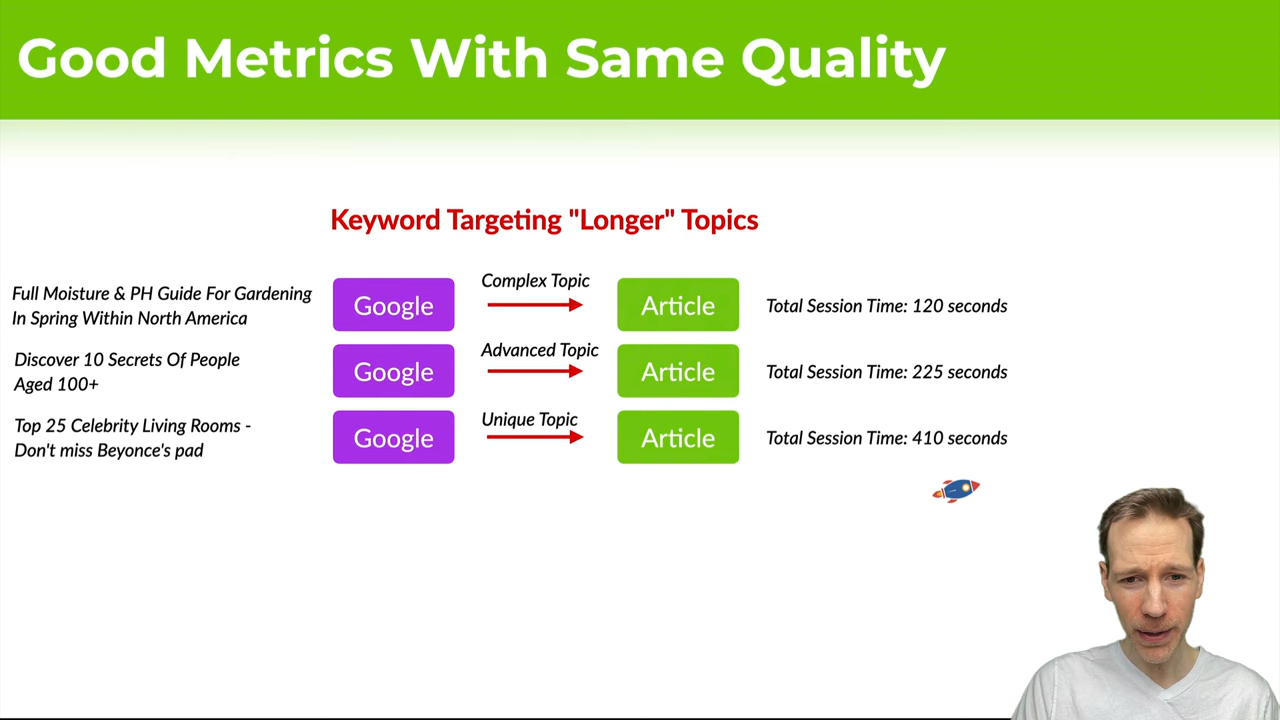 Good Metrics With Same Quality
Keyword Targeting "Longer" Topics
Full Moisture & PH Guide For Gardening
In Spring Within North America
Google
Complex Topic
Article
Total Session Time: 120 seconds
Discover 10 Secrets Of People
Aged 100+
Google
Advanced Topic
Article
Total Session Time: 225 seconds
Top 25 Celebrity Living Rooms -
Don't miss Beyonce's pad
Google
Unique Topic
Article
Total Session Time: 410 seconds